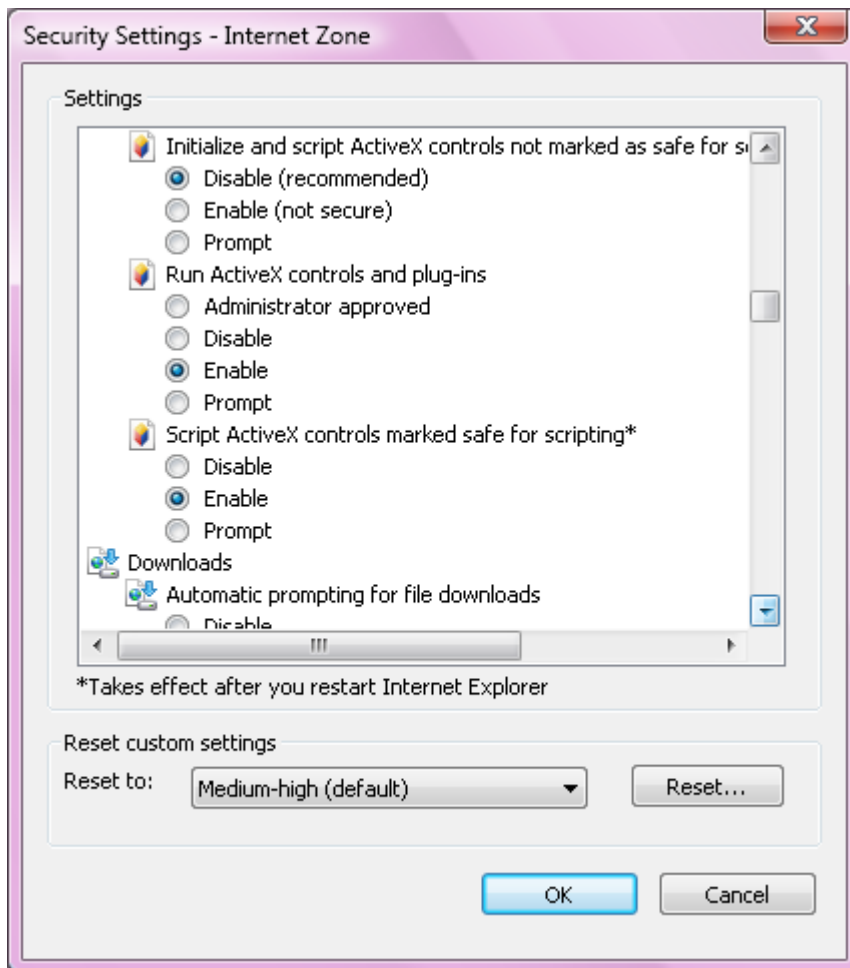 Security Settings - Internet Zone
Settings
Initialize and script ActiveX controls not marked as safe for
Disable (recommended)
Enable (not secure)
Prompt
Run ActiveX controls and plug-ins
Administrator approved
Disable
Enable
Prompt
Script ActiveX controls marked safe for scripting*
Disable
Enable
Prompt
Downloads
Automatic prompting for file downloads
Disable
*Takes effect after you restart Internet Explorer
Reset custom settings
Reset to: Medium-high (default) Reset...
OK Cancel